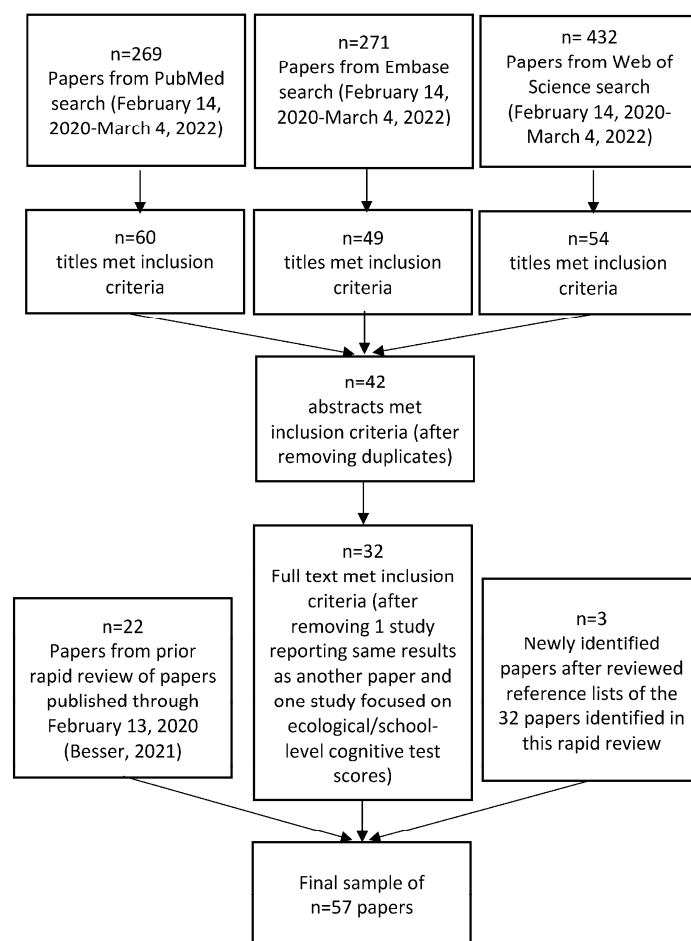 n=269
Papers from PubMed
search (February 14,
2020-March 4, 2022)
n=271
Papers from Embase
search (February 14,
2020-March 4, 2022)
n= 432
Papers from Web of
Science search
(February 14, 2020-
March 4, 2022)
n=60
titles met inclusion
criteria
n=49
titles met inclusion
criteria
n=54
titles met inclusion
criteria
n=42
abstracts met
inclusion criteria (after
removing duplicates)
n=32
Full text met inclusion
criteria (after
removing 1 study
reporting same results
as another paper and
one study focused on
ecological/school-
level cognitive test
scores)
n=22
Papers from prior
rapid review of papers
published through
February 13, 2020
(Besser, 2021)
n=3
Newly identified
papers after reviewed
reference lists of the
32 papers identified in
this rapid review
Final sample of
n=57 papers